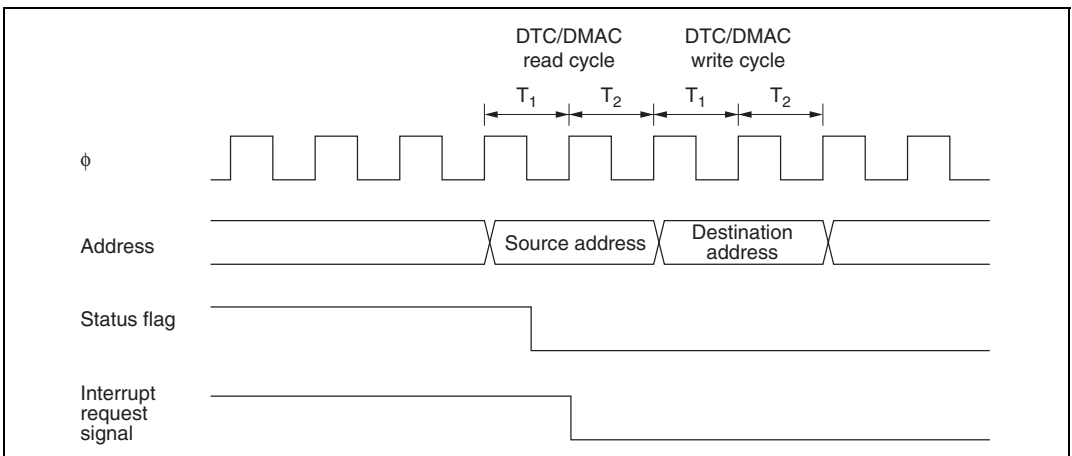 DTC/DMAC DTC/DMAC
read cycle write cycle
T1 T2 T1 T2
ϕ
Address
Source address
Destination
address
Status flag
Interrupt
request
signal